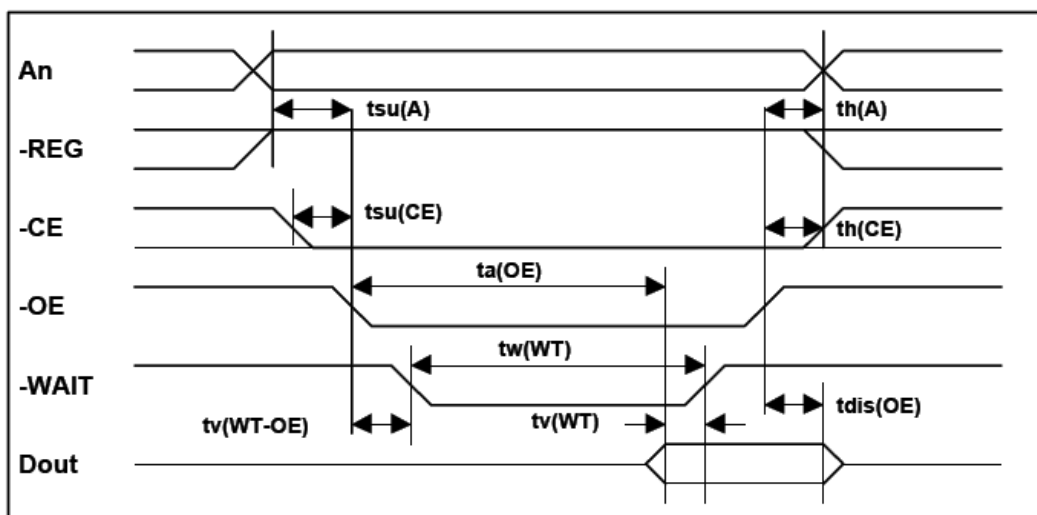 An
tsu(A)
th(A)
-REG
tsu(CE)
-CE
th(CE)
ta(OE)
-OE
tw(WT)
-WAIT
tdis(OE)
tv(WT-OE)
tv(WT)
Dout